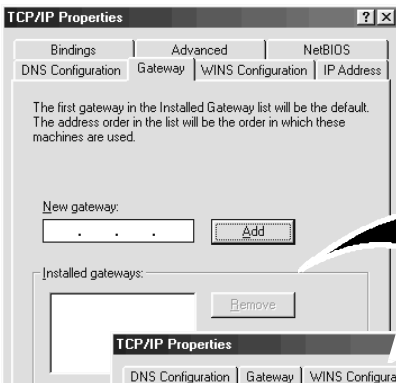 TCP/IP Properties
? X
Bindings Advanced NetBIOS
DNS Configuration Gateway WINS Configuration IP Address
The first gateway in the Installed Gateway list will be the default.
The address order in the list will be the order in which these
machines are used.
New gateway:
. . . Add
Installed gateways:
Remove
TCP/IP Properties
DNS Configuration Gateway WINS Configura